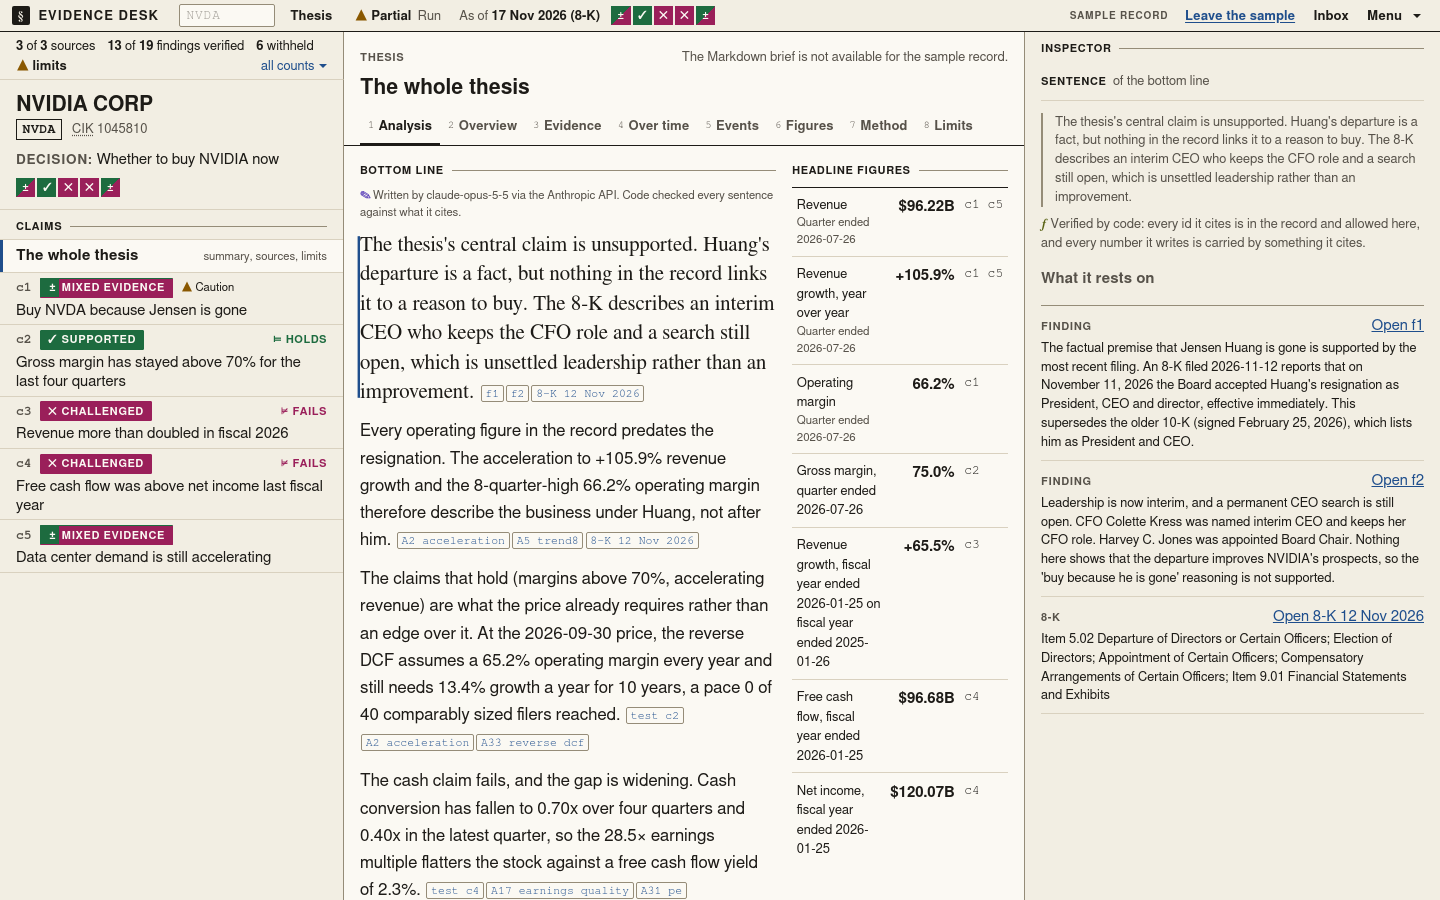 § EVIDENCE DESK NVDA Thesis Partial Run As of 17 Nov 2026 (8-K) ± ✓ ✕ ✕ ± SAMPLE RECORD Leave the sample Inbox Menu
3 of 3 sources 13 of 19 findings verified 6 withheld
limits all counts
NVIDIA CORP
NVDA CIK 1045810
DECISION: Whether to buy NVIDIA now
± ✓ ✕ ✕ ±
CLAIMS
The whole thesis summary, sources, limits
c1 ± MIXED EVIDENCE Caution
Buy NVDA because Jensen is gone
c2 ✓ SUPPORTED ⊨ HOLDS
Gross margin has stayed above 70% for the
last four quarters
c3 ✕ CHALLENGED ⊭ FAILS
Revenue more than doubled in fiscal 2026
c4 ✕ CHALLENGED ⊭ FAILS
Free cash flow was above net income last fiscal
year
c5 ± MIXED EVIDENCE
Data center demand is still accelerating
THESIS The Markdown brief is not available for the sample record.
The whole thesis
1 Analysis 2 Overview 3 Evidence 4 Over time 5 Events 6 Figures 7 Method 8 Limits
BOTTOM LINE
✎ Written by claude-opus-5-5 via the Anthropic API. Code checked every sentence
against what it cites.
The thesis's central claim is unsupported. Huang's
departure is a fact, but nothing in the record links
it to a reason to buy. The 8-K describes an interim
CEO who keeps the CFO role and a search still
open, which is unsettled leadership rather than an
improvement. f1 f2 8-K 12 Nov 2026
Every operating figure in the record predates the
resignation. The acceleration to +105.9% revenue
growth and the 8-quarter-high 66.2% operating margin
therefore describe the business under Huang, not after
him. A2 acceleration A5 trend8 8-K 12 Nov 2026
The claims that hold (margins above 70%, accelerating
revenue) are what the price already requires rather than
an edge over it. At the 2026-09-30 price, the reverse
DCF assumes a 65.2% operating margin every year and
still needs 13.4% growth a year for 10 years, a pace 0 of
40 comparably sized filers reached. test c2
A2 acceleration A33 reverse dcf
The cash claim fails, and the gap is widening. Cash
conversion has fallen to 0.70x over four quarters and
0.40x in the latest quarter, so the 28.5× earnings
multiple flatters the stock against a free cash flow yield
of 2.3%. test c4 A17 earnings quality A31 pe
HEADLINE FIGURES
Revenue $96.22B c1 c5
Quarter ended
2026-07-26
Revenue +105.9% c1 c5
growth, year
over year
Quarter ended
2026-07-26
Operating 66.2% c1
margin
Quarter ended
2026-07-26
Gross margin, 75.0% c2
quarter ended
2026-07-26
Revenue +65.5% c3
growth, fiscal
year ended
2026-01-25 on
fiscal year
ended 2025-
01-26
Free cash $96.68B c4
flow, fiscal
year ended
2026-01-25
Net income, $120.07B c4
fiscal year
ended 2026-
01-25
INSPECTOR
SENTENCE of the bottom line
The thesis's central claim is unsupported. Huang's departure is a
fact, but nothing in the record links it to a reason to buy. The 8-K
describes an interim CEO who keeps the CFO role and a search
still open, which is unsettled leadership rather than an
improvement.
ƒ Verified by code: every id it cites is in the record and allowed here,
and every number it writes is carried by something it cites.
What it rests on
FINDING Open f1
The factual premise that Jensen Huang is gone is supported by the
most recent filing. An 8-K filed 2026-11-12 reports that on
November 11, 2026 the Board accepted Huang's resignation as
President, CEO and director, effective immediately. This
supersedes the older 10-K (signed February 25, 2026), which lists
him as President and CEO.
FINDING Open f2
Leadership is now interim, and a permanent CEO search is still
open. CFO Colette Kress was named interim CEO and keeps her
CFO role. Harvey C. Jones was appointed Board Chair. Nothing
here shows that the departure improves NVIDIA's prospects, so the
'buy because he is gone' reasoning is not supported.
8-K Open 8-K 12 Nov 2026
Item 5.02 Departure of Directors or Certain Officers; Election of
Directors; Appointment of Certain Officers; Compensatory
Arrangements of Certain Officers; Item 9.01 Financial Statements
and Exhibits